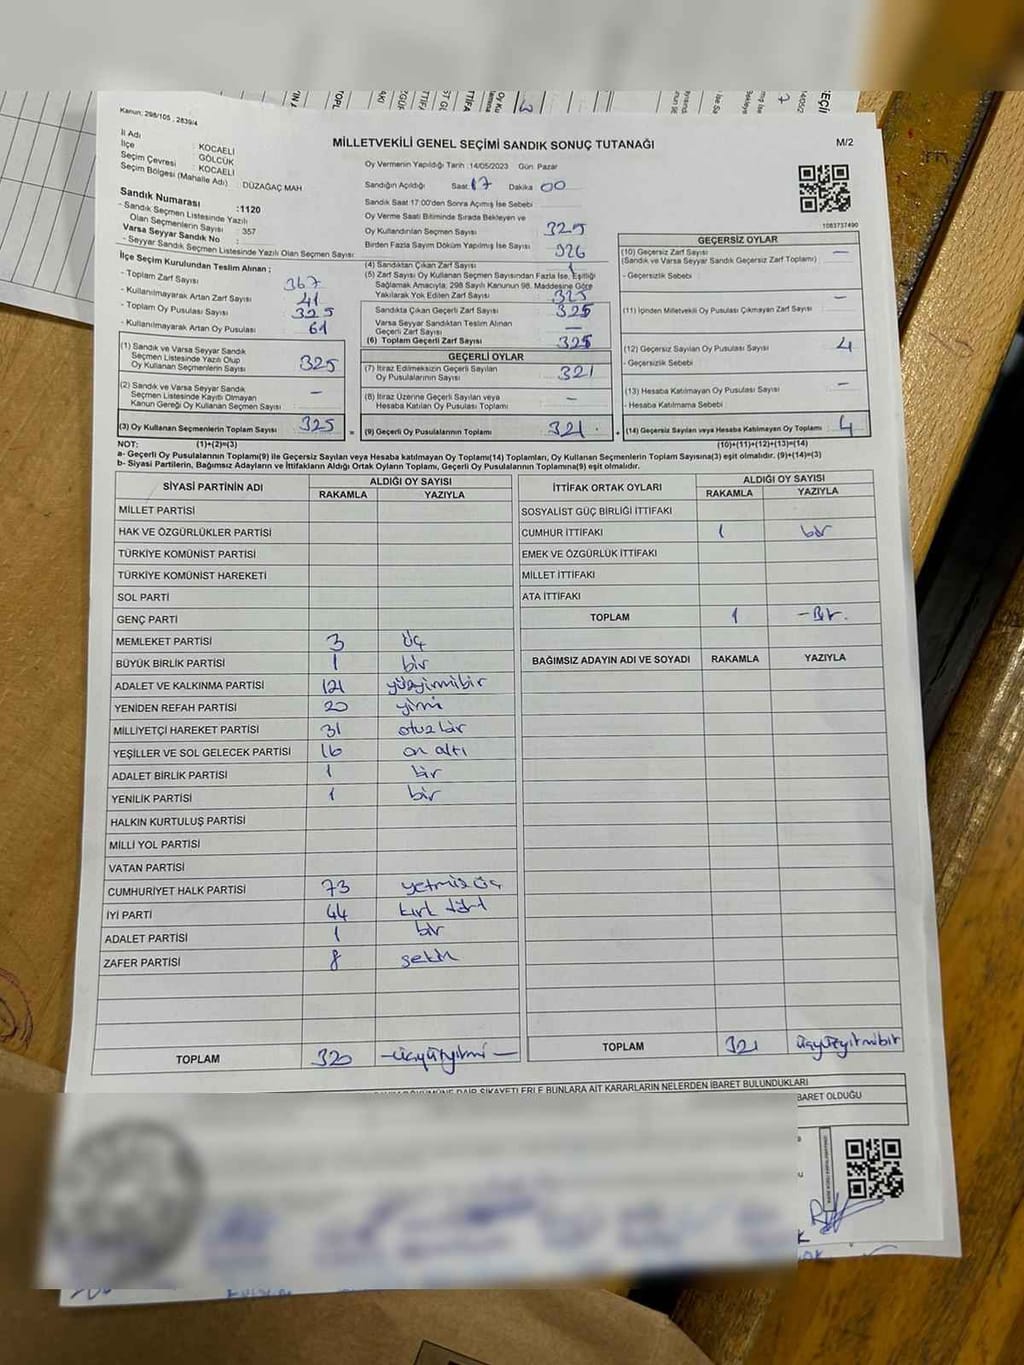 Kanun: 298/105 , 2839/4
MİLLETVEKİLİ GENEL SEÇİMİ SANDIK SONUÇ TUTANAĞI
M/2
İl Adı : KOCAELİ
İlçe : GÖLCÜK
Seçim Çevresi : KOCAELİ
Seçim Bölgesi (Mahalle Adı) : DÜZAĞAÇ MAH
Sandık Numarası :1120
- Sandık Seçmen Listesinde Yazılı
Olan Seçmenlerin Sayısı : 357
Varsa Seyyar Sandık No :
- Seyyar Sandık Seçmen Listesinde Yazılı Olan Seçmen Sayısı:
Oy Vermenin Yapıldığı Tarih :14/05/2023 Gün: Pazar
Sandığın Açıldığı Saat 17 Dakika 00
Sandık Saat 17:00'den Sonra Açımış İse Sebebi
Oy Verme Saati Bitiminde Sırada Bekleyen ve
Oy Kullandırılan Seçmen Sayısı 325
Birden Fazla Sayım Döküm Yapılmış İse Sayısı 326
1083737490
İlçe Seçim Kurulundan Teslim Alınan ;
- Toplam Zarf Sayısı 367
- Kullanılmayarak Artan Zarf Sayısı 41
- Toplam Oy Pusulası Sayısı 325
- Kullanılmayarak Artan Oy Pusulası 61
(1) Sandık ve Varsa Seyyar Sandık
Seçmen Listesinde Yazılı Olup
Oy Kullanan Seçmenlerin Sayısı 325
(2) Sandık ve Varsa Seyyar Sandık
Seçmen Listesinde Kayıtlı Olmayan
Kanun Gereği Oy Kullanan Seçmen Sayısı –
(3) Oy Kullanan Seçmenlerin Toplam Sayısı 325 =
(4) Sandıktan Çıkan Zarf Sayısı 1
(5) Zarf Sayısı Oy Kullanan Seçmen Sayısından Fazla İse, Eşitliği
Sağlamak Amacıyla; 298 Sayılı Kanunun 98. Maddesine Göre
Yakılarak Yok Edilen Zarf Sayısı 325
Sandıkta Çıkan Geçerli Zarf Sayısı 325
Varsa Seyyar Sandıktan Teslim Alınan
Geçerli Zarf Sayısı –
(6) Toplam Geçerli Zarf Sayısı 325
GEÇERLİ OYLAR
(7) İtiraz Edilmeksizin Geçerli Sayılan
Oy Pusulalarının Sayısı 321
(8) İtiraz Üzerine Geçerli Sayılan veya
Hesaba Katılan Oy Pusulası Toplamı –
(9) Geçerli Oy Pusulalarının Toplamı 321 +
GEÇERSİZ OYLAR
(10) Geçersiz Zarf Sayısı
(Sandık ve Varsa Seyyar Sandık Geçersiz Zarf Toplamı) –
- Geçersizlik Sebebi
(11) İçinden Milletvekili Oy Pusulası Çıkmayan Zarf Sayısı –
(12) Geçersiz Sayılan Oy Pusulası Sayısı 4
- Geçersizlik Sebebi
(13) Hesaba Katılmayan Oy Pusulası Sayısı –
- Hesaba Katılmama Sebebi
(14) Geçersiz Sayılan veya Hesaba Katılmayan Oy Toplamı 4
NOT: (1)+(2)=(3) (10)+(11)+(12)+(13)=(14)
a- Geçerli Oy Pusulalarının Toplamı(9) ile Geçersiz Sayılan veya Hesaba katılmayan Oy Toplamı(14) Toplamları, Oy Kullanan Seçmenlerin Toplam Sayısına(3) eşit olmalıdır. (9)+(14)=(3)
b- Siyasi Partilerin, Bağımsız Adayların ve İttifakların Aldığı Ortak Oyların Toplamı, Geçerli Oy Pusulalarının Toplamına(9) eşit olmalıdır.
SİYASİ PARTİNİN ADI ALDIĞI OY SAYISI
RAKAMLA YAZIYLA
MİLLET PARTİSİ
HAK VE ÖZGÜRLÜKLER PARTİSİ
TÜRKİYE KOMÜNİST PARTİSİ
TÜRKİYE KOMÜNİST HAREKETİ
SOL PARTİ
GENÇ PARTİ
MEMLEKET PARTİSİ 3 üç
BÜYÜK BİRLİK PARTİSİ 1 bir
ADALET VE KALKINMA PARTİSİ 121 yüzyirmibir
YENİDEN REFAH PARTİSİ 20 yirmi
MİLLİYETÇİ HAREKET PARTİSİ 31 otuz bir
YEŞİLLER VE SOL GELECEK PARTİSİ 16 on altı
ADALET BİRLİK PARTİSİ 1 bir
YENİLİK PARTİSİ 1 bir
HALKIN KURTULUŞ PARTİSİ
MİLLİ YOL PARTİSİ
VATAN PARTİSİ
CUMHURİYET HALK PARTİSİ 73 yetmiş üç
İYİ PARTİ 44 kırk dört
ADALET PARTİSİ 1 bir
ZAFER PARTİSİ 8 sekiz
TOPLAM 320 –üçyüzyirmi–
İTTİFAK ORTAK OYLARI ALDIĞI OY SAYISI
RAKAMLA YAZIYLA
SOSYALİST GÜÇ BİRLİĞİ İTTİFAKI
CUMHUR İTTİFAKI 1 bir
EMEK VE ÖZGÜRLÜK İTTİFAKI
MİLLET İTTİFAKI
ATA İTTİFAKI
TOPLAM 1 –Bir.
BAĞIMSIZ ADAYIN ADI VE SOYADI RAKAMLA YAZIYLA
TOPLAM 321 üçyüzyirmibir
DÖKÜMÜNE DAİR ŞİKAYETLERLE BUNLARA AİT KARARLARIN NELERDEN İBARET BULUNDUKLARI
BARET OLDUĞU